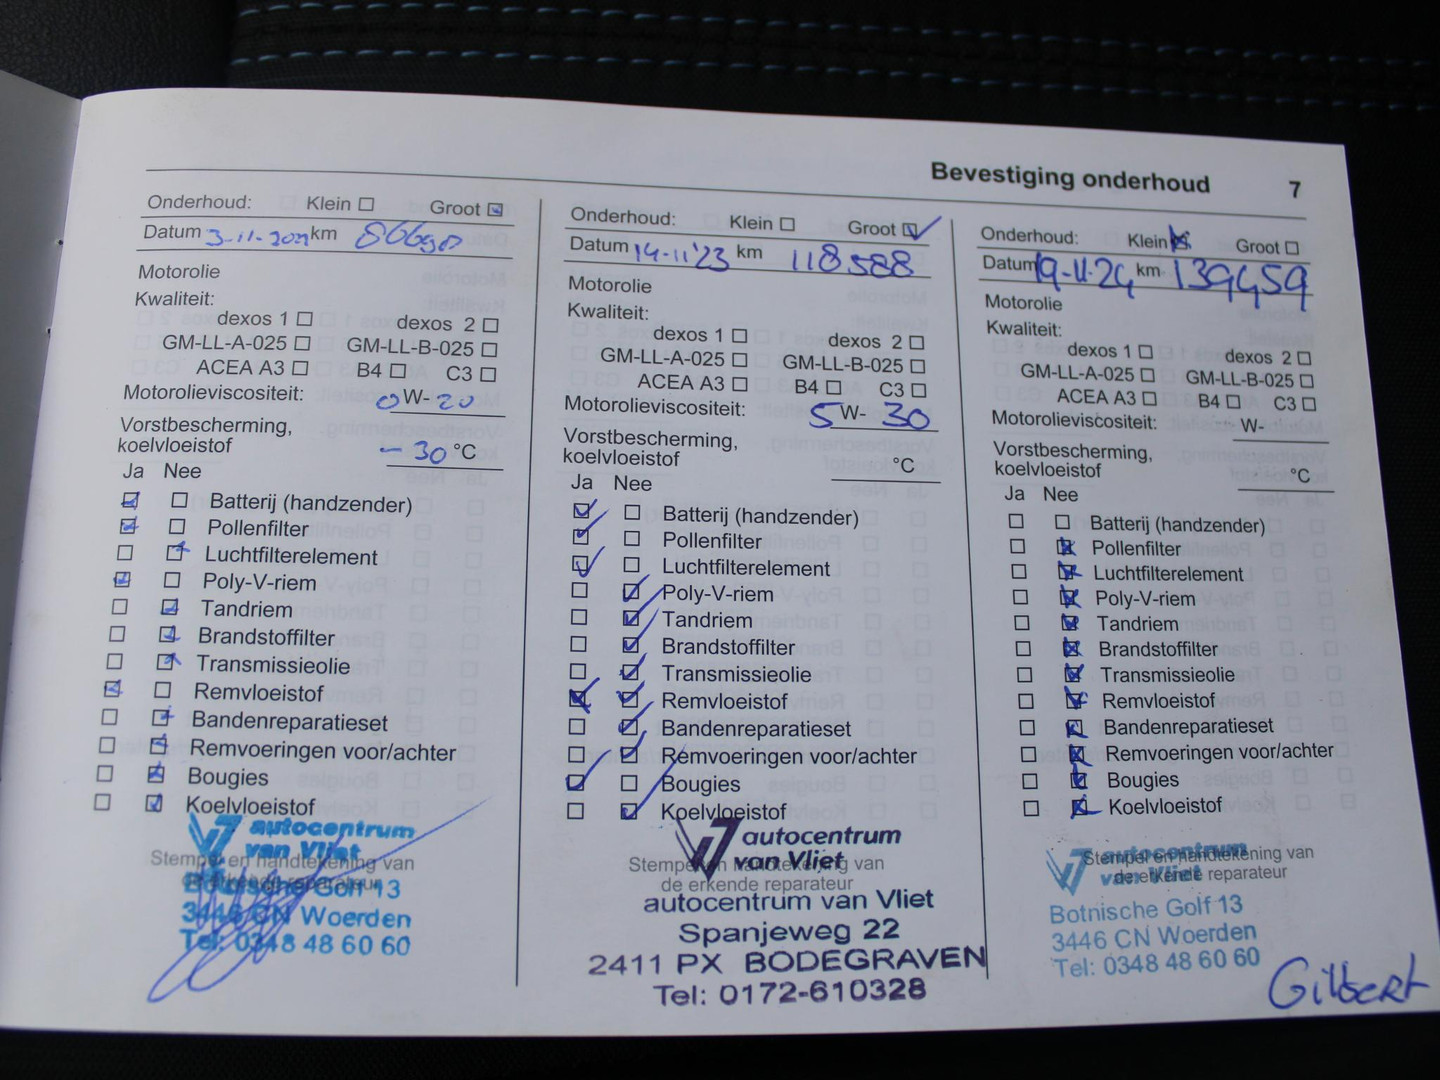 Bevestiging onderhoud 7
Onderhoud: Klein Groot
Datum 3-11-2021 km
Motorolie
Kwaliteit:
dexos 1 dexos 2
GM-LL-A-025 GM-LL-B-025
ACEA A3 B4 C3
Motorolieviscositeit: 0 W- 20
Vorstbescherming,
koelvloeistof - 30 °C
Ja Nee
Batterij (handzender)
Pollenfilter
Luchtfilterelement
Poly-V-riem
Tandriem
Brandstoffilter
Transmissieolie
Remvloeistof
Bandenreparatieset
Remvoeringen voor/achter
Bougies
Koelvloeistof
autocentrum
van Vliet
Stempel en handtekening van
de erkende reparateur
Botnische Golf 13
3446 CN Woerden
Tel: 0348 48 60 60
Onderhoud: Klein Groot
Datum 14-11'23 km 118588
Motorolie
Kwaliteit:
dexos 1 dexos 2
GM-LL-A-025 GM-LL-B-025
ACEA A3 B4 C3
Motorolieviscositeit: 5 W- 30
Vorstbescherming,
koelvloeistof °C
Ja Nee
Batterij (handzender)
Pollenfilter
Luchtfilterelement
Poly-V-riem
Tandriem
Brandstoffilter
Transmissieolie
Remvloeistof
Bandenreparatieset
Remvoeringen voor/achter
Bougies
Koelvloeistof
autocentrum
van Vliet
Stempel en handtekening van
de erkende reparateur
autocentrum van Vliet
Spanjeweg 22
2411 PX BODEGRAVEN
Tel: 0172-610328
Onderhoud: Klein Groot
Datum 19-11-24 km 139459
Motorolie
Kwaliteit:
dexos 1 dexos 2
GM-LL-A-025 GM-LL-B-025
ACEA A3 B4 C3
Motorolieviscositeit: W-
Vorstbescherming,
koelvloeistof °C
Ja Nee
Batterij (handzender)
Pollenfilter
Luchtfilterelement
Poly-V-riem
Tandriem
Brandstoffilter
Transmissieolie
Remvloeistof
Bandenreparatieset
Remvoeringen voor/achter
Bougies
Koelvloeistof
autocentrum
van Vliet
Stempel en handtekening van
de erkende reparateur
Botnische Golf 13
3446 CN Woerden
Tel: 0348 48 60 60
Gilbert